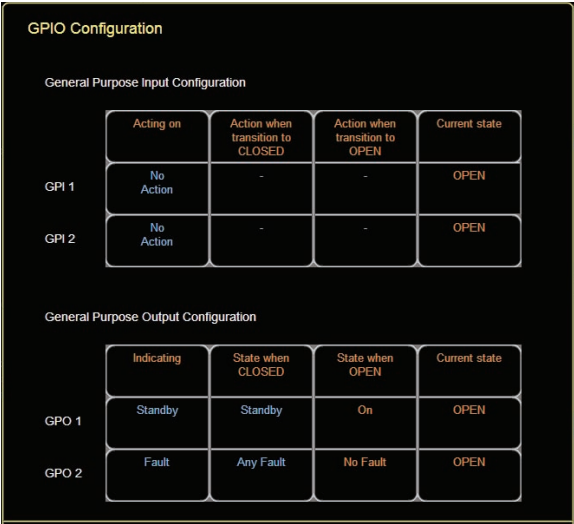 GPIO Configuration
General Purpose Input Configuration
Acting on Action when transition to CLOSED Action when transition to OPEN Current state
GPI 1 No Action - - OPEN
GPI 2 No Action - - OPEN
General Purpose Output Configuration
Indicating State when CLOSED State when OPEN Current state
GPO 1 Standby Standby On OPEN
GPO 2 Fault Any Fault No Fault OPEN